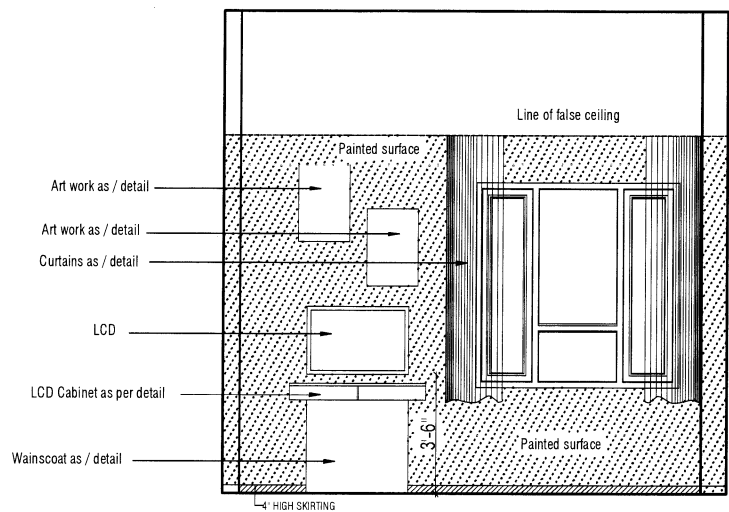 Line of false ceiling
Painted surface
Art work as / detail
Art work as / detail
Curtains as / detail
LCD
LCD Cabinet as per detail
3'-6"
Painted surface
Wainscoat as / detail
4' HIGH SKIRTING